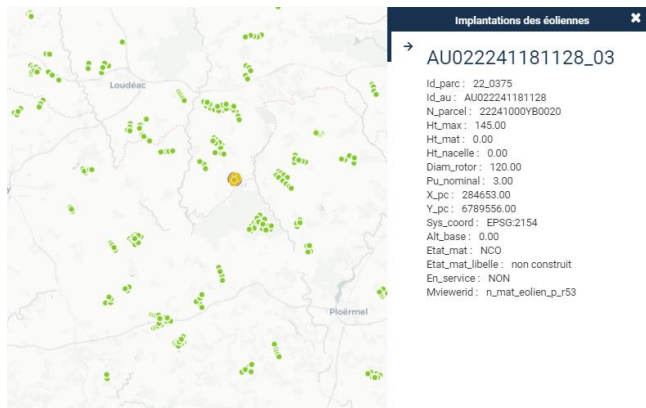 Implantations des éoliennes ✖
→
AU022241181128_03
Id_parc : 22_0375
Id_au : AU022241181128
N_parcel : 22241000YB0020
Ht_max : 145.00
Ht_mat : 0.00
Ht_nacelle : 0.00
Diam_rotor : 120.00
Pu_nominal : 3.00
X_pc : 284653.00
Y_pc : 6789556.00
Sys_coord : EPSG:2154
Alt_base : 0.00
Etat_mat : NCO
Etat_mat_libelle : non construit
En_service : NON
Mviewerid : n_mat_eolien_p_r53
Loudéac
Ploërmel